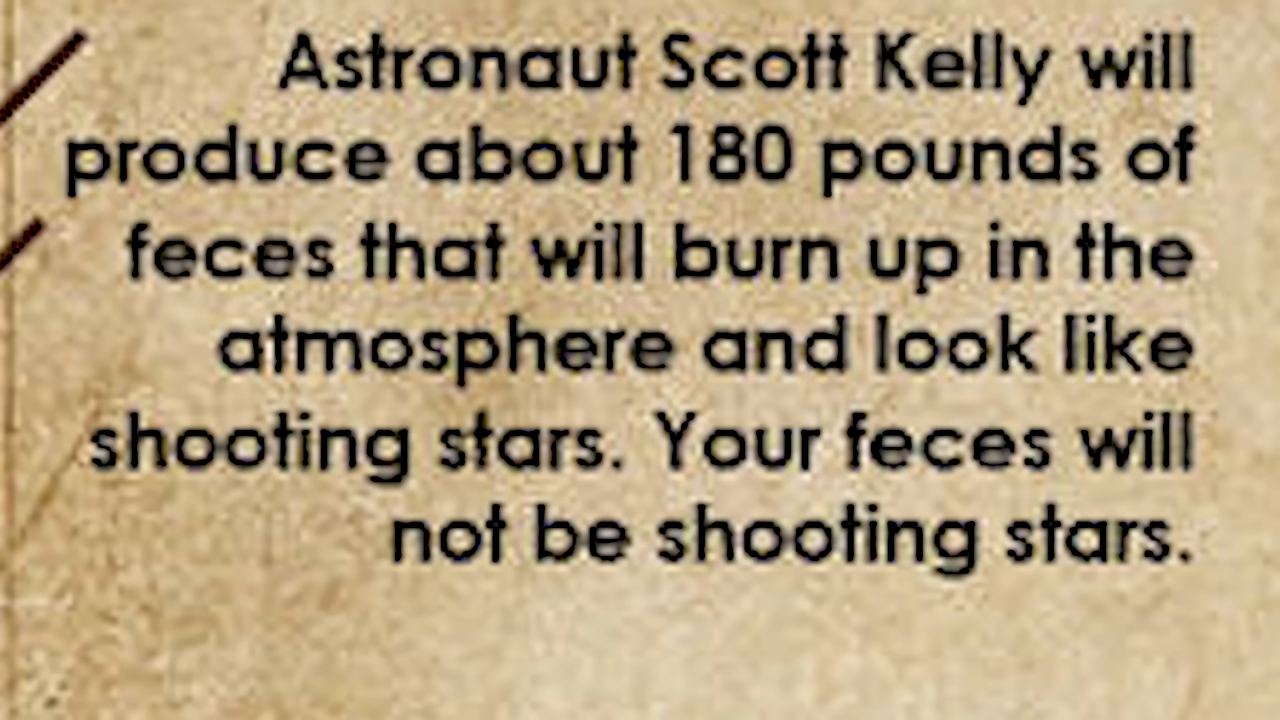 Astronaut Scott Kelly will
produce about 180 pounds of
feces that will burn up in the
atmosphere and look like
shooting stars. Your feces will
not be shooting stars.